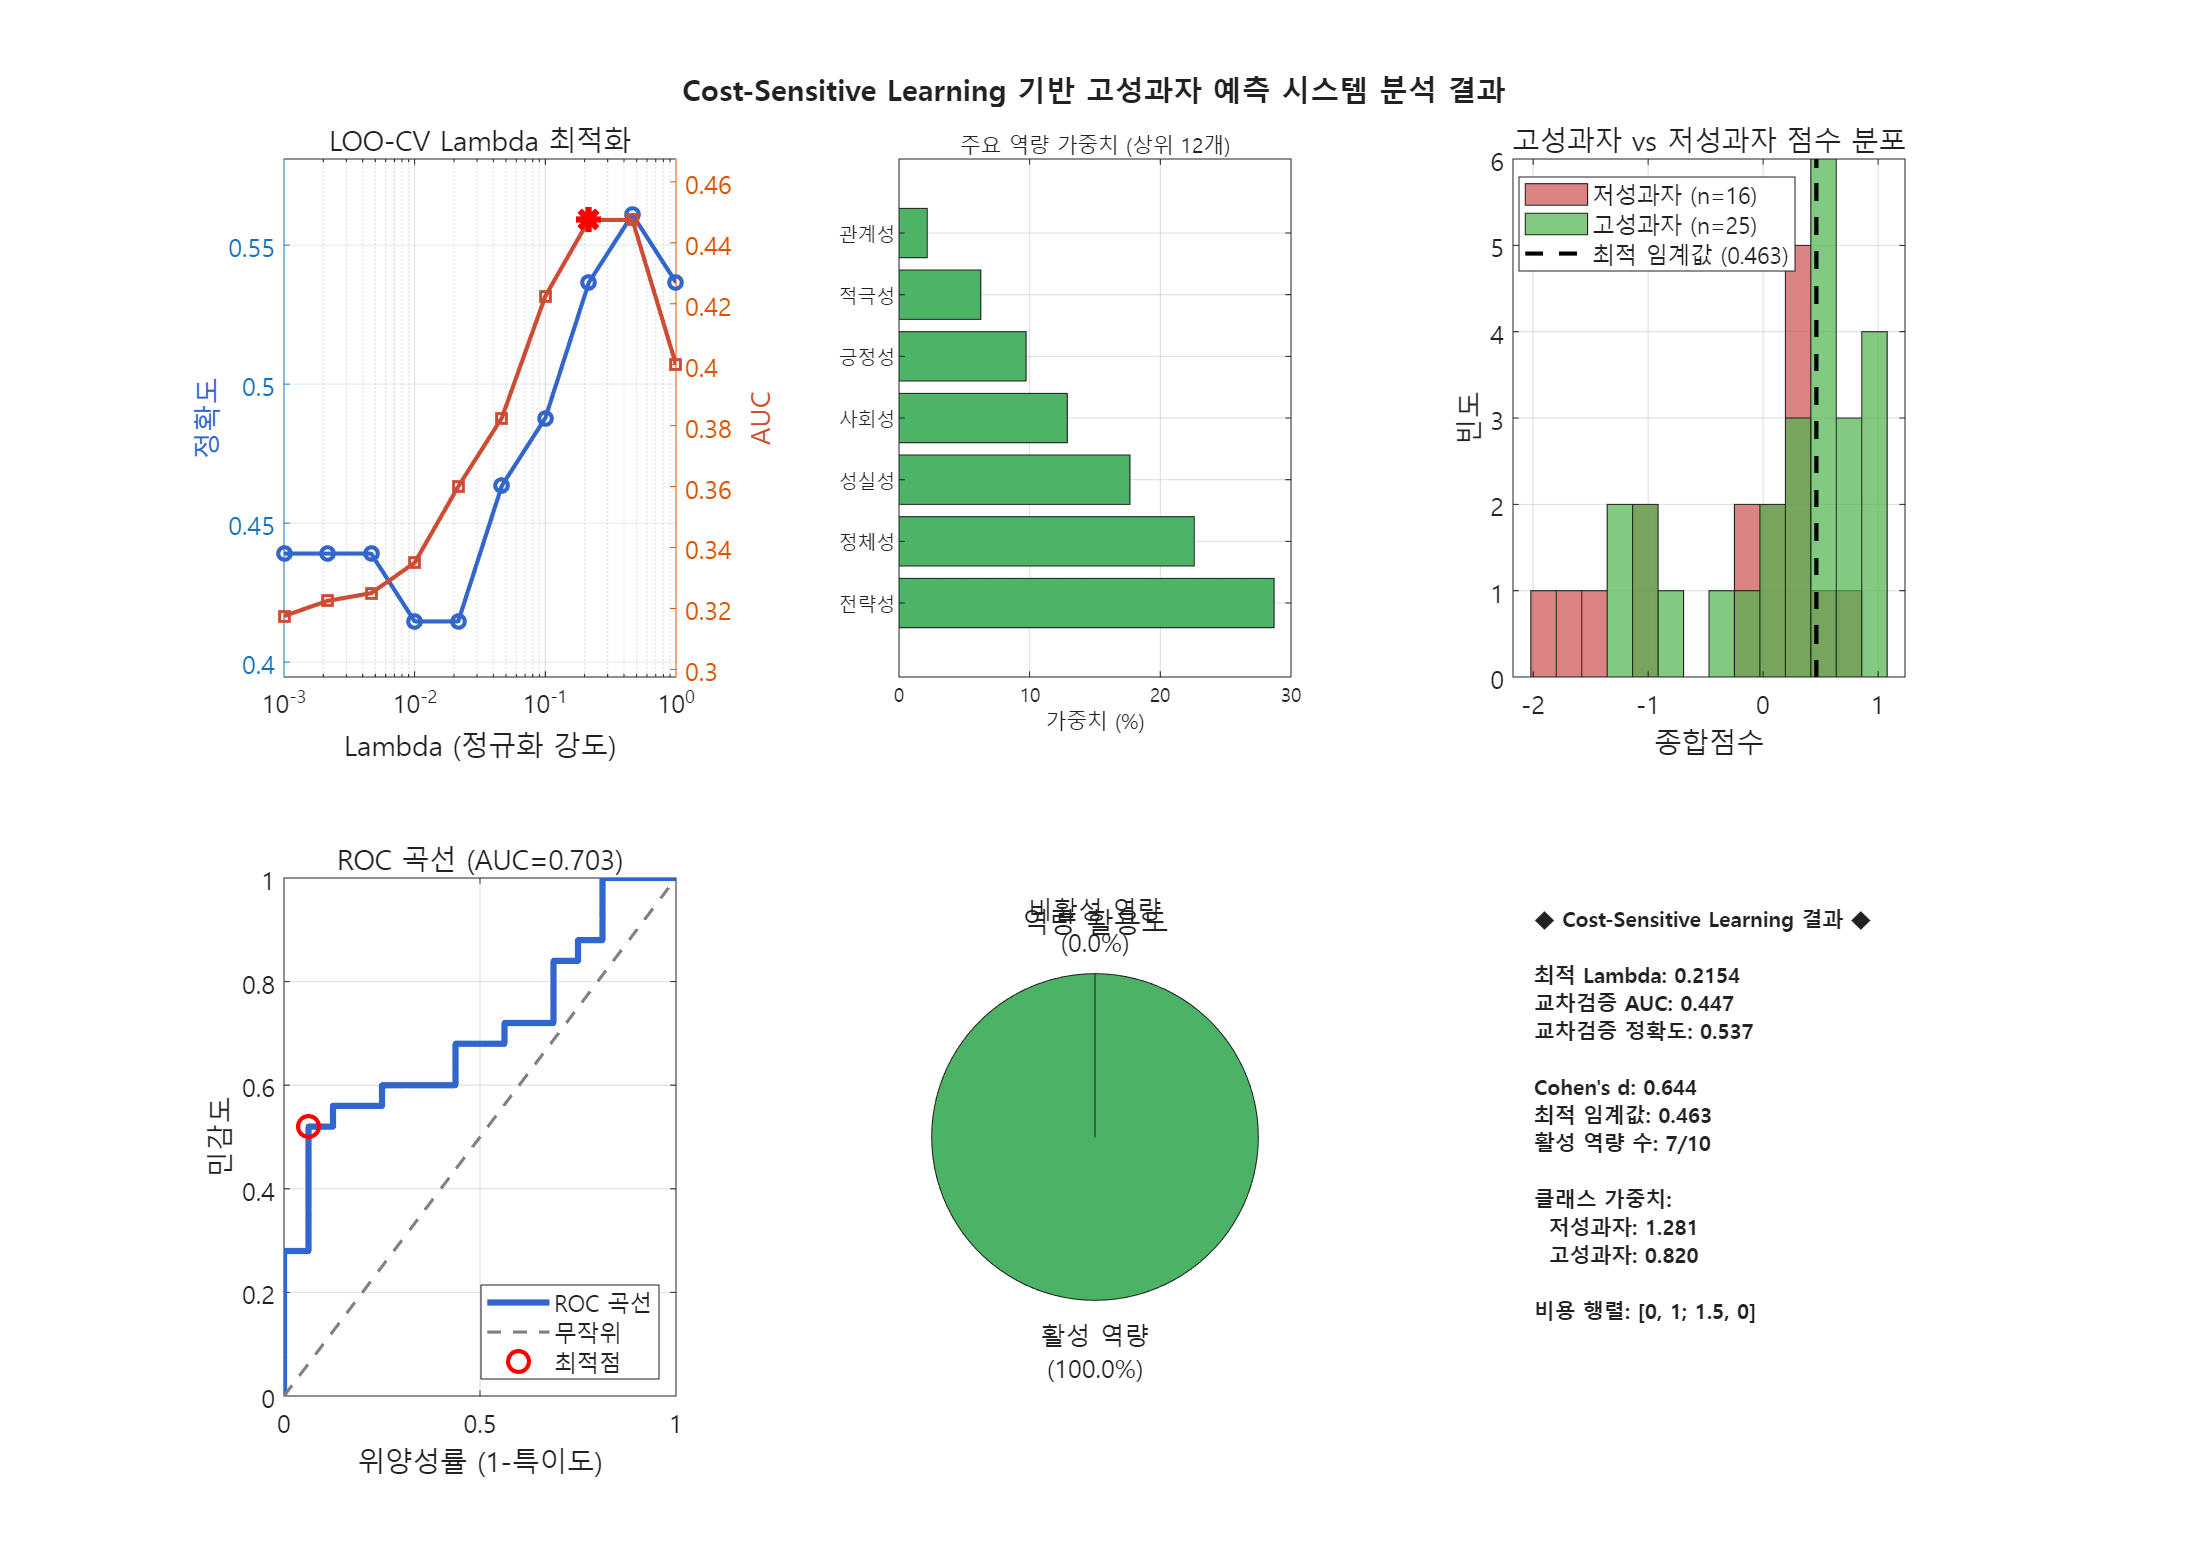 Cost-Sensitive Learning 기반 고성과자 예측 시스템 분석 결과
LOO-CV Lambda 최적화
정확도
0.55
0.5
0.45
0.4
0.46
0.44
0.42
0.4
0.38
0.36
0.34
0.32
0.3
AUC
10-3
10-2
10-1
100
Lambda (정규화 강도)
주요 역량 가중치 (상위 12개)
관계성
적극성
긍정성
사회성
성실성
정체성
전략성
0
10
20
30
가중치 (%)
고성과자 vs 저성과자 점수 분포
저성과자 (n=16)
고성과자 (n=25)
최적 임계값 (0.463)
빈도
6
5
4
3
2
1
0
-2
-1
0
1
종합점수
ROC 곡선 (AUC=0.703)
민감도
1
0.8
0.6
0.4
0.2
0
ROC 곡선
무작위
최적점
0
0.5
1
위양성률 (1-특이도)
역량 활용도
비활성 역량
(0.0%)
활성 역량
(100.0%)
◆ Cost-Sensitive Learning 결과 ◆
최적 Lambda: 0.2154
교차검증 AUC: 0.447
교차검증 정확도: 0.537
Cohen's d: 0.644
최적 임계값: 0.463
활성 역량 수: 7/10
클래스 가중치:
저성과자: 1.281
고성과자: 0.820
비용 행렬: [0, 1; 1.5, 0]